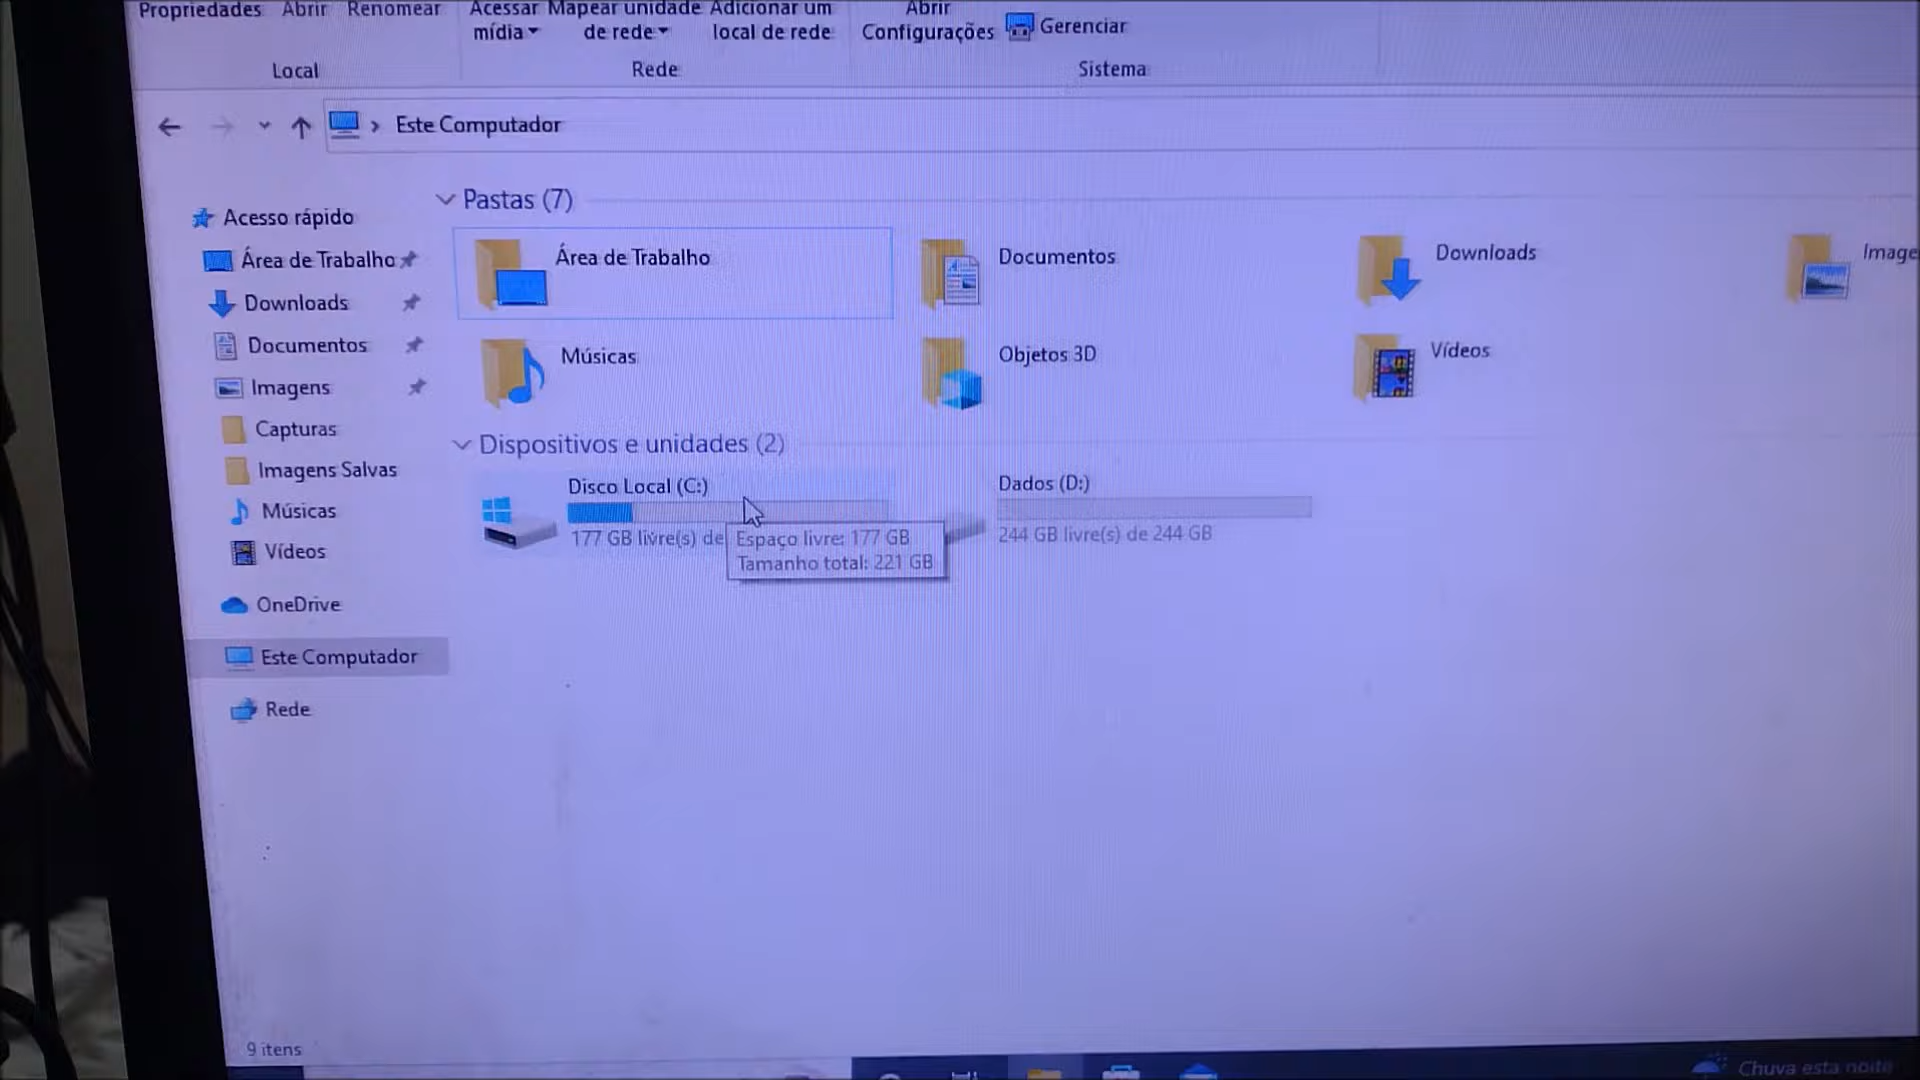 Propriedades Abrir Renomear
Acessar mídia
Mapear unidade de rede
Adicionar um local de rede
Abrir Configurações
Gerenciar
Local
Rede
Sistema
Este Computador
Acesso rápido
Área de Trabalho
Downloads
Documentos
Imagens
Capturas
Imagens Salvas
Músicas
Vídeos
OneDrive
Este Computador
Rede
Pastas (7)
Área de Trabalho
Documentos
Downloads
Image
Músicas
Objetos 3D
Vídeos
Dispositivos e unidades (2)
Disco Local (C:)
177 GB livre(s) de
Espaço livre: 177 GB
Tamanho total: 221 GB
Dados (D:)
244 GB livre(s) de 244 GB
9 itens
Chuva esta noite